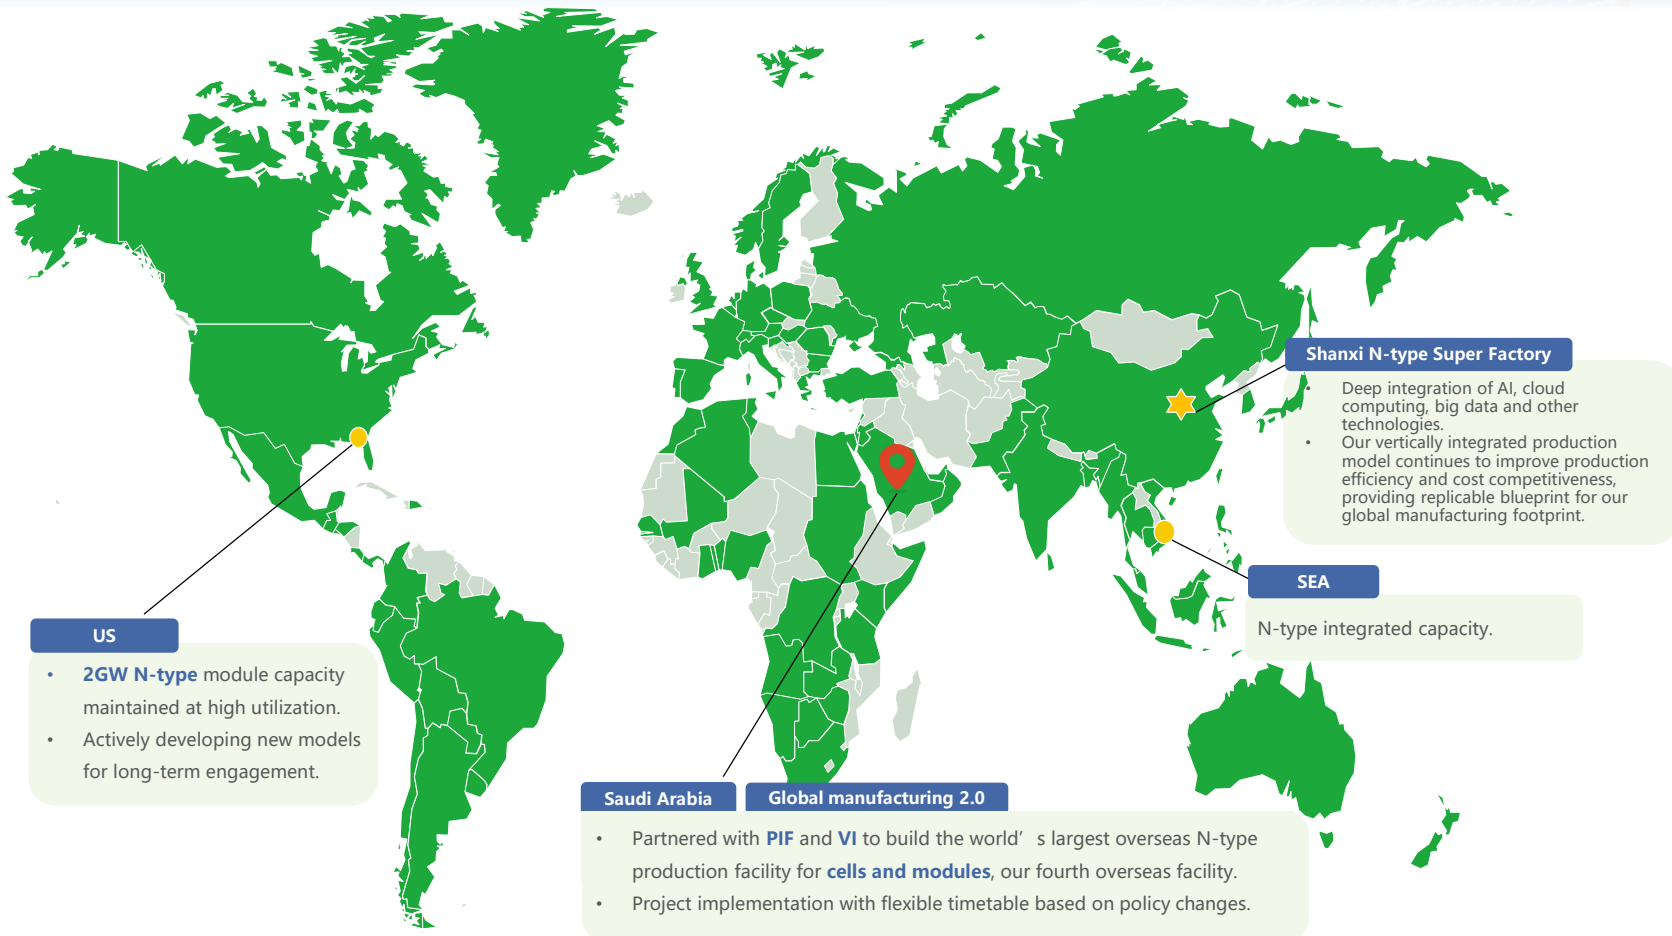 Shanxi N-type Super Factory
• Deep integration of AI, cloud
computing, big data and other
technologies.
• Our vertically integrated production
model continues to improve production
efficiency and cost competitiveness,
providing replicable blueprint for our
global manufacturing footprint.
SEA
N-type integrated capacity.
US
• 2GW N-type module capacity
maintained at high utilization.
• Actively developing new models
for long-term engagement.
Saudi Arabia
Global manufacturing 2.0
• Partnered with PIF and VI to build the world’ s largest overseas N-type
production facility for cells and modules, our fourth overseas facility.
• Project implementation with flexible timetable based on policy changes.